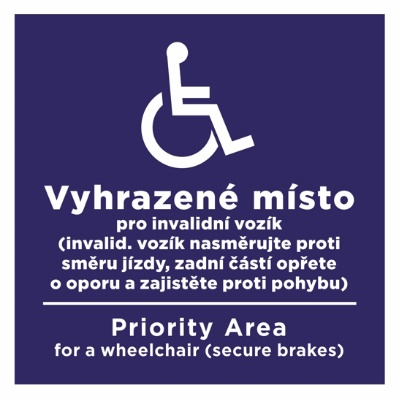 Vyhrazené místo
pro invalidní vozík
(invalid. vozík nasměrujte proti
směru jízdy, zadní částí opřete
o oporu a zajistěte proti pohybu)
Priority Area
for a wheelchair (secure brakes)